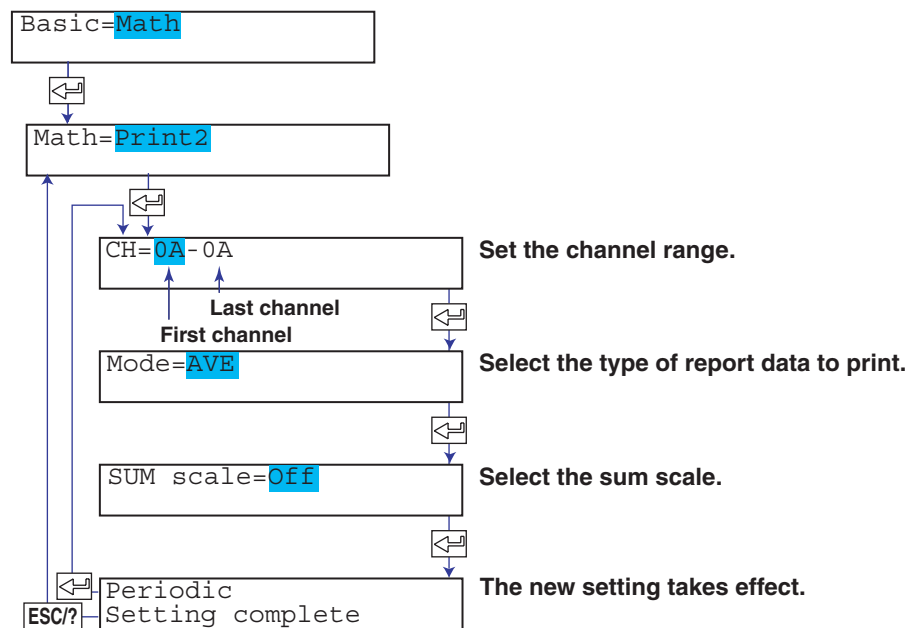 Basic=Math
Math=Print2
CH=0A-0A
Set the channel range.
Last channel
First channel
Mode=AVE
Select the type of report data to print.
SUM scale=Off
Select the sum scale.
Periodic
The new setting takes effect.
ESC/?
Setting complete